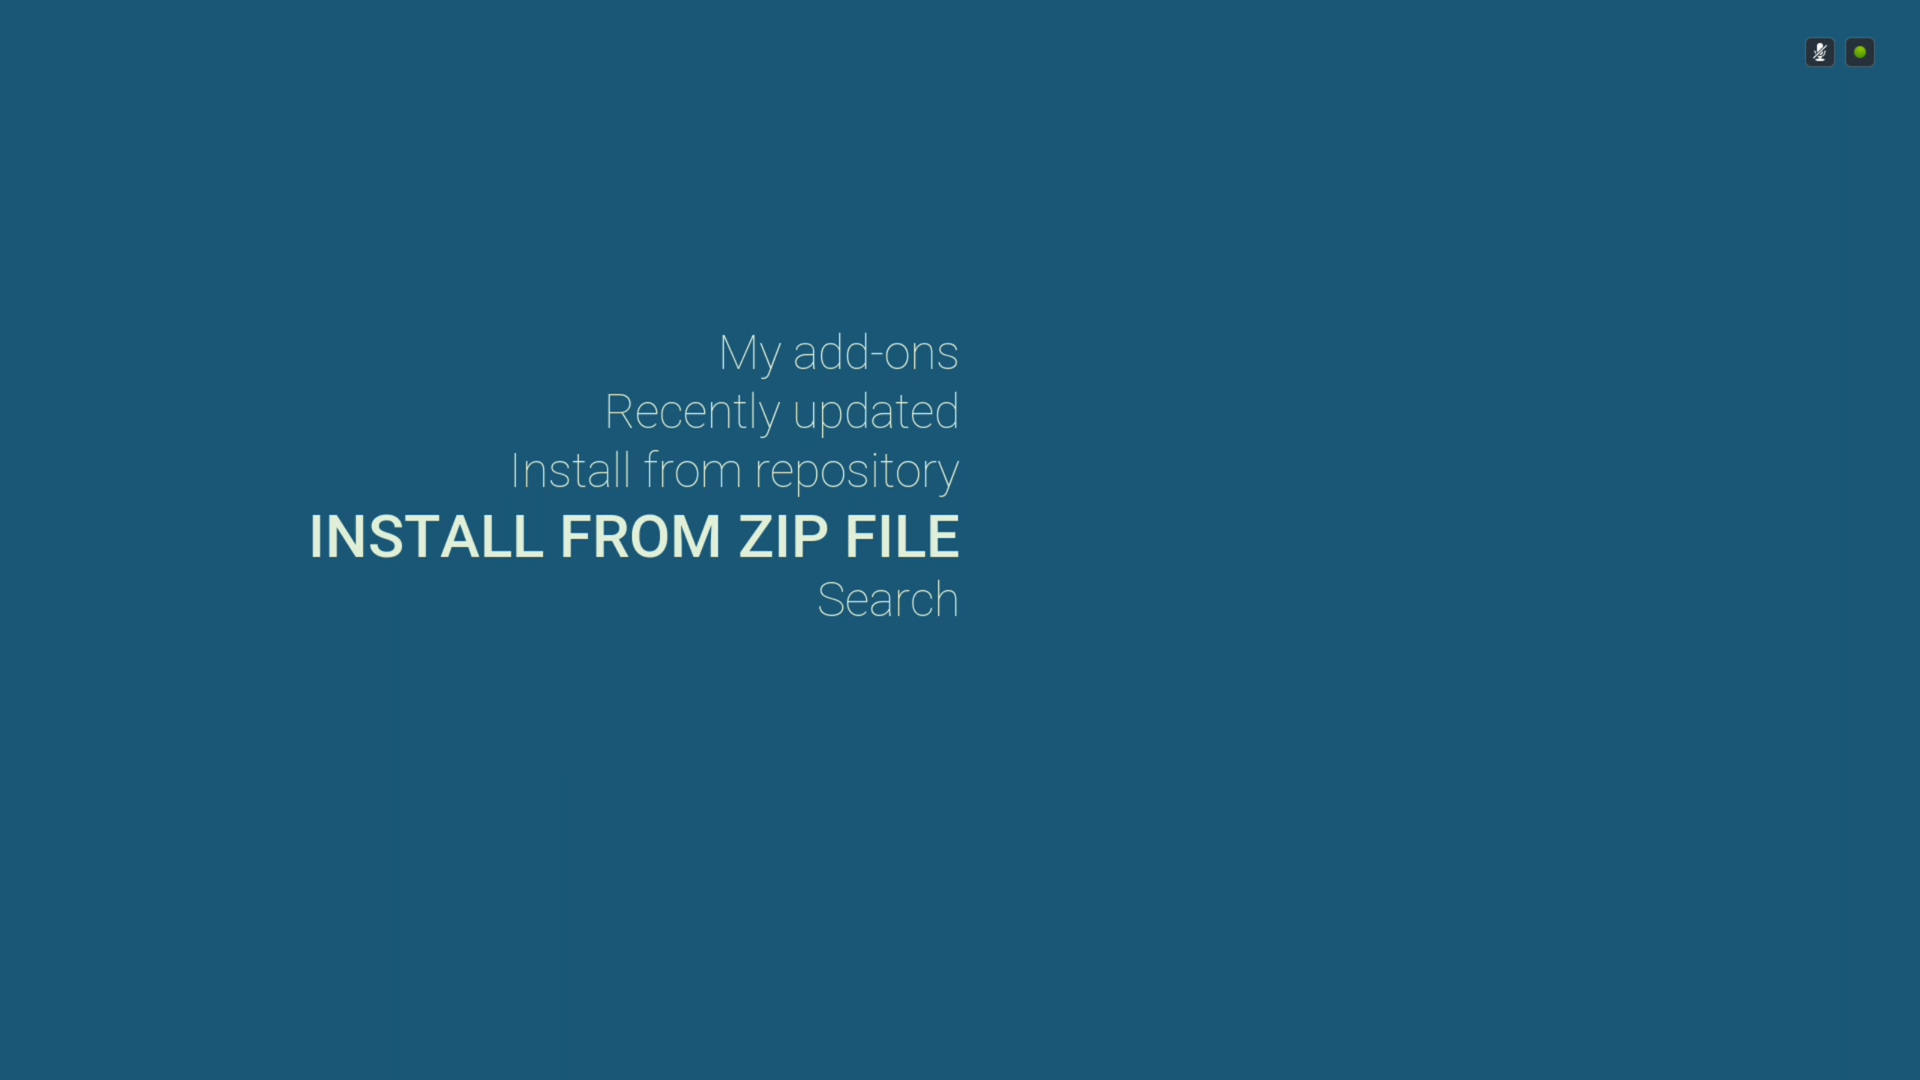 My add-ons
Recently updated
Install from repository
INSTALL FROM ZIP FILE
Search